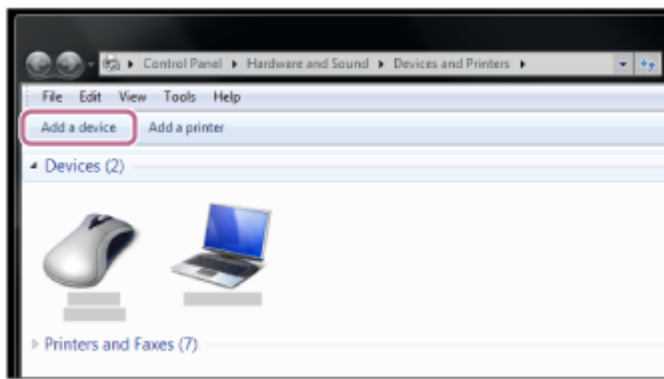 Control Panel Hardware and Sound Devices and Printers
File Edit View Tools Help
Add a device Add a printer
Devices (2)
Printers and Faxes (7)